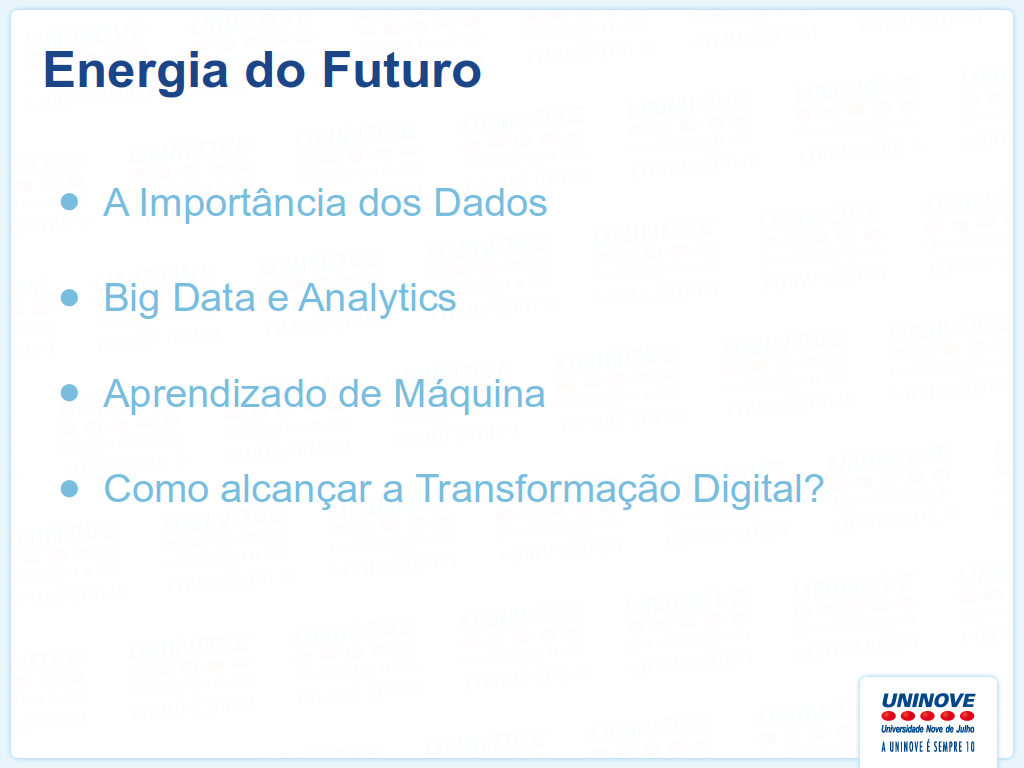 Energia do Futuro
A Importância dos Dados
Big Data e Analytics
Aprendizado de Máquina
Como alcançar a Transformação Digital?
UNINOVE
Universidade Nove de Julho
A UNINOVE É SEMPRE 10